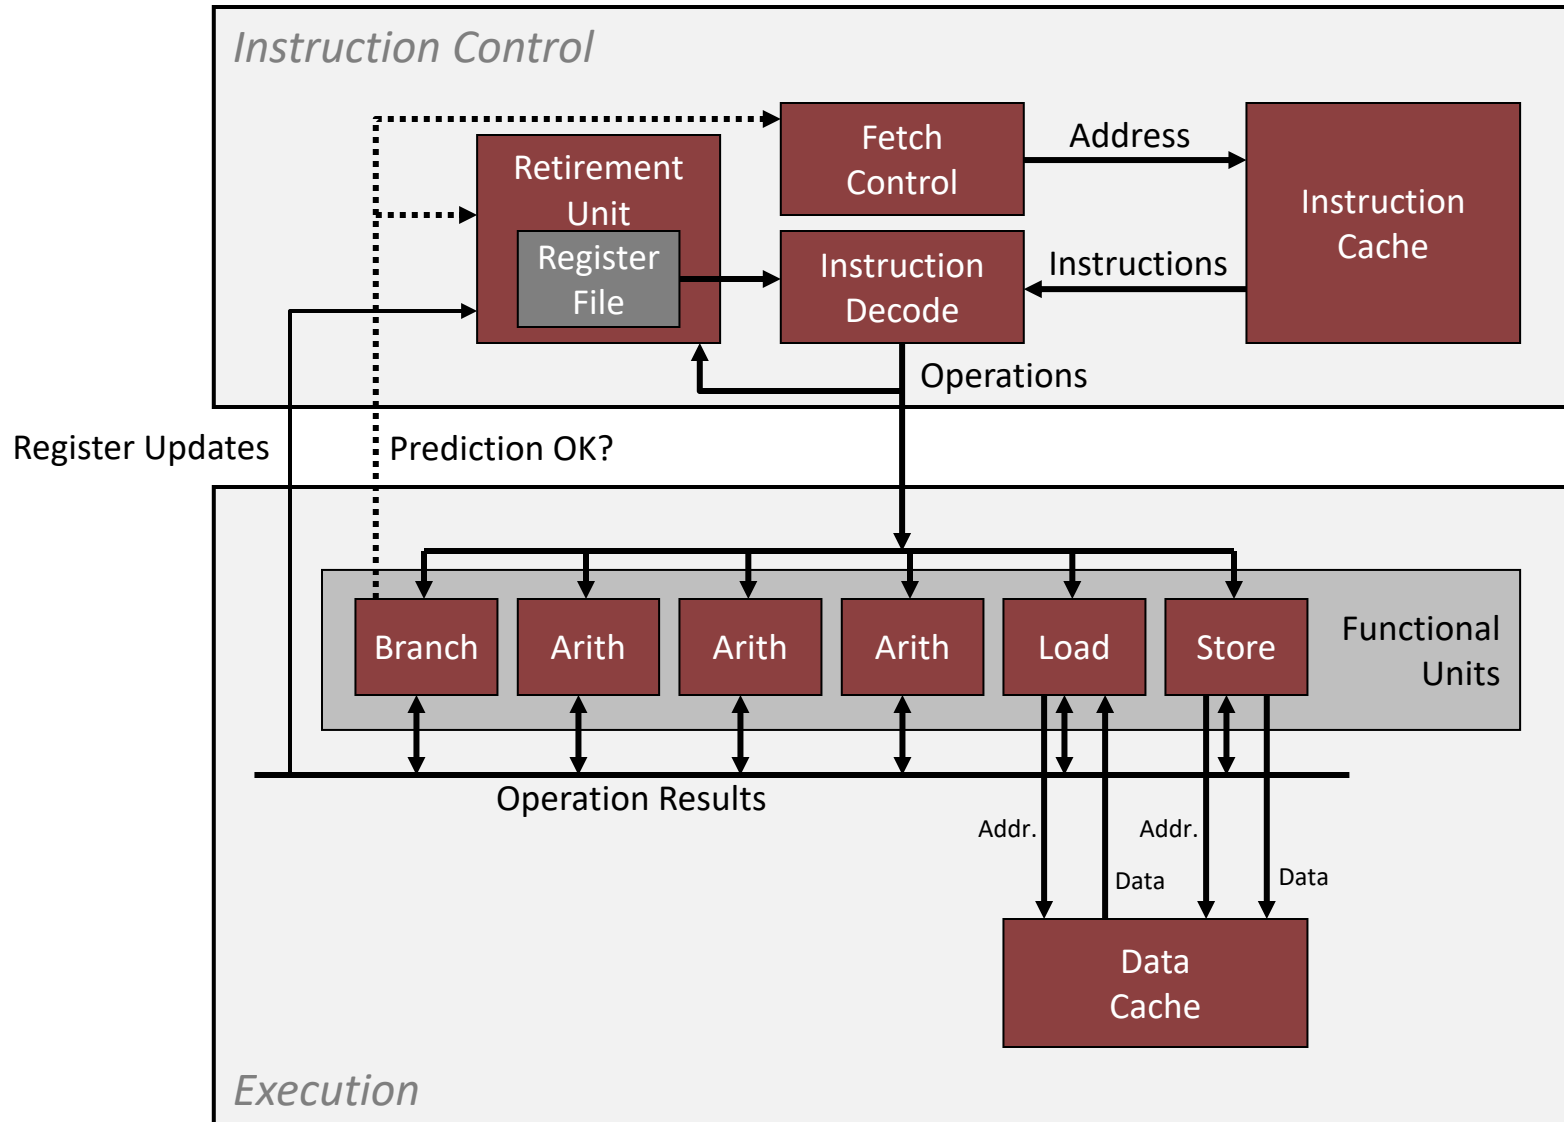 Instruction Control
Fetch
Control
Address
Instruction
Cache
Retirement
Unit
Register
File
Instruction
Decode
Instructions
Operations
Register Updates
Prediction OK?
Branch
Arith
Arith
Arith
Load
Store
Functional
Units
Operation Results
Addr.
Addr.
Data
Data
Data
Cache
Execution